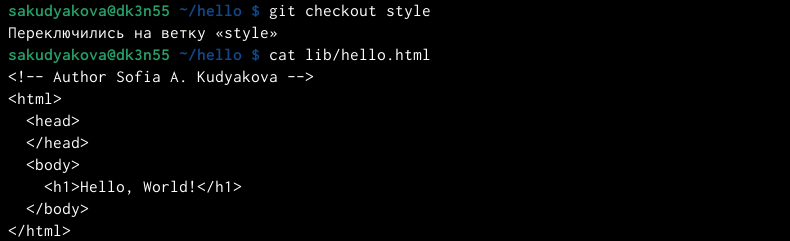 sakudyakova@dk3n55 ~/hello $ git checkout style
Переключились на ветку «style»
sakudyakova@dk3n55 ~/hello $ cat lib/hello.html
<!-- Author Sofia A. Kudyakova -->
<html>
  <head>
  </head>
  <body>
    <h1>Hello, World!</h1>
  </body>
</html>